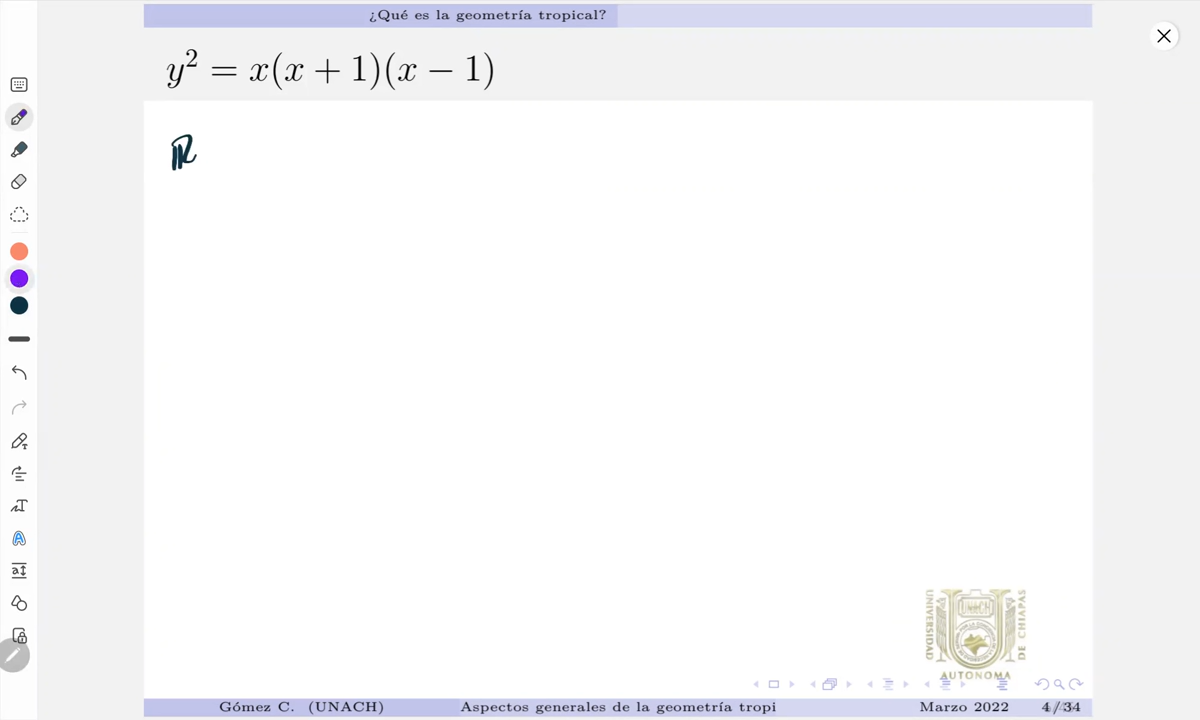 ¿Qué es la geometría tropical?
y² = x(x + 1)(x − 1)
ℝ
UNIVERSIDAD
UNACH
DE CHIAPAS
AUTONOMA
Gómez C. (UNACH) Aspectos generales de la geometría tropi Marzo 2022 4/34